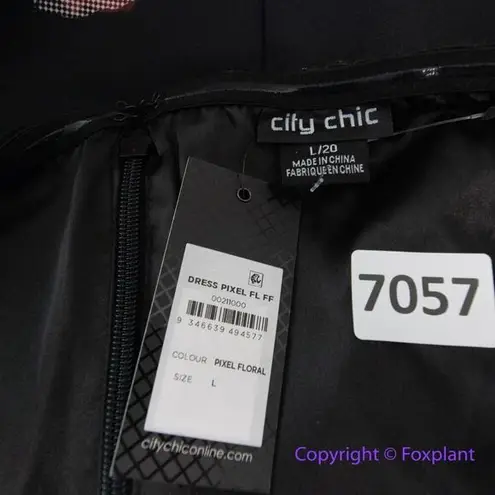 city chic
L/20
MADE IN CHINA
FABRIQUÉ EN CHINE
DRESS PIXEL FL FF
00211000
9 346639 494577
COLOUR PIXEL FLORAL
SIZE L
citychiconline.com
7057
Copyright © Foxplant